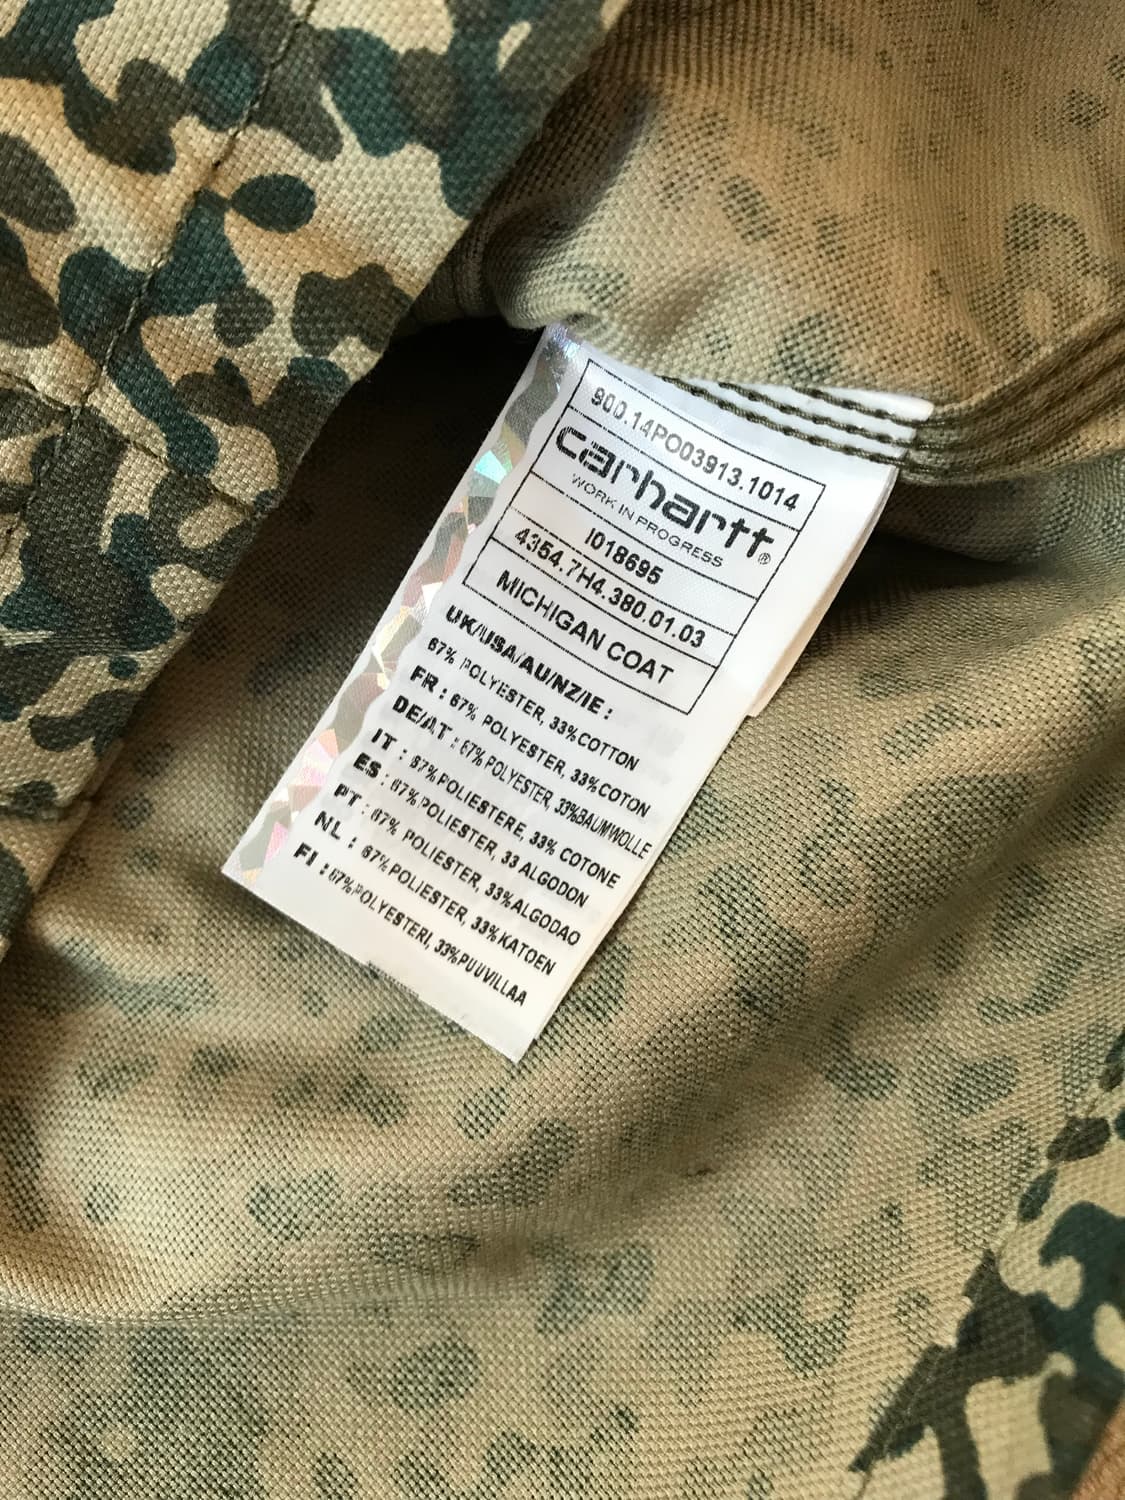 900.14PO03913.1014
carhartt®
WORK IN PROGRESS
I018695
4354.7H4.380.01.03
MICHIGAN COAT
UK/USA/AU/NZ/IE :
67% POLYESTER, 33%COTTON
FR : 67% POLYESTER, 33%COTON
DE/AT : 67% POLYESTER, 33%BAUMWOLLE
IT : 67%POLIESTERE, 33% COTONE
ES : 67%POLIESTER, 33 ALGODON
PT : 67% POLIESTER, 33%ALGODAO
NL : 67%POLIESTER, 33%KATOEN
FI : 67%POLYESTERI, 33%PUUVILLAA